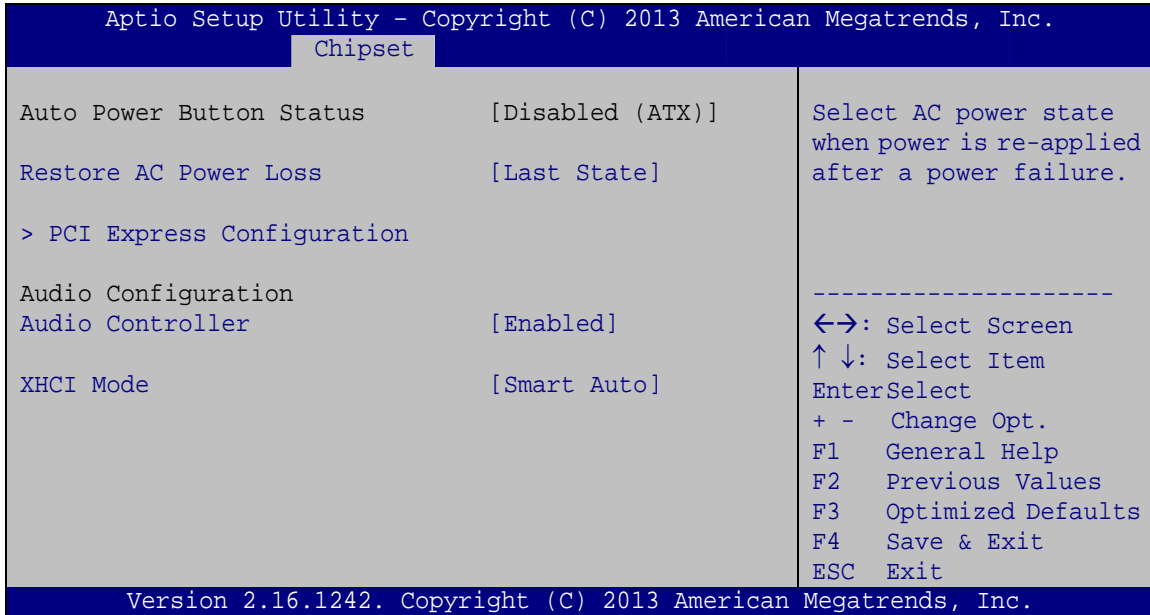 Aptio Setup Utility – Copyright (C) 2013 American Megatrends, Inc.
Chipset
Auto Power Button Status [Disabled (ATX)]
Restore AC Power Loss [Last State]
> PCI Express Configuration
Audio Configuration
Audio Controller [Enabled]
XHCI Mode [Smart Auto]
Select AC power state
when power is re-applied
after a power failure.
---------------------
←→: Select Screen
↑ ↓: Select Item
EnterSelect
+ - Change Opt.
F1 General Help
F2 Previous Values
F3 Optimized Defaults
F4 Save & Exit
ESC Exit
Version 2.16.1242. Copyright (C) 2013 American Megatrends, Inc.